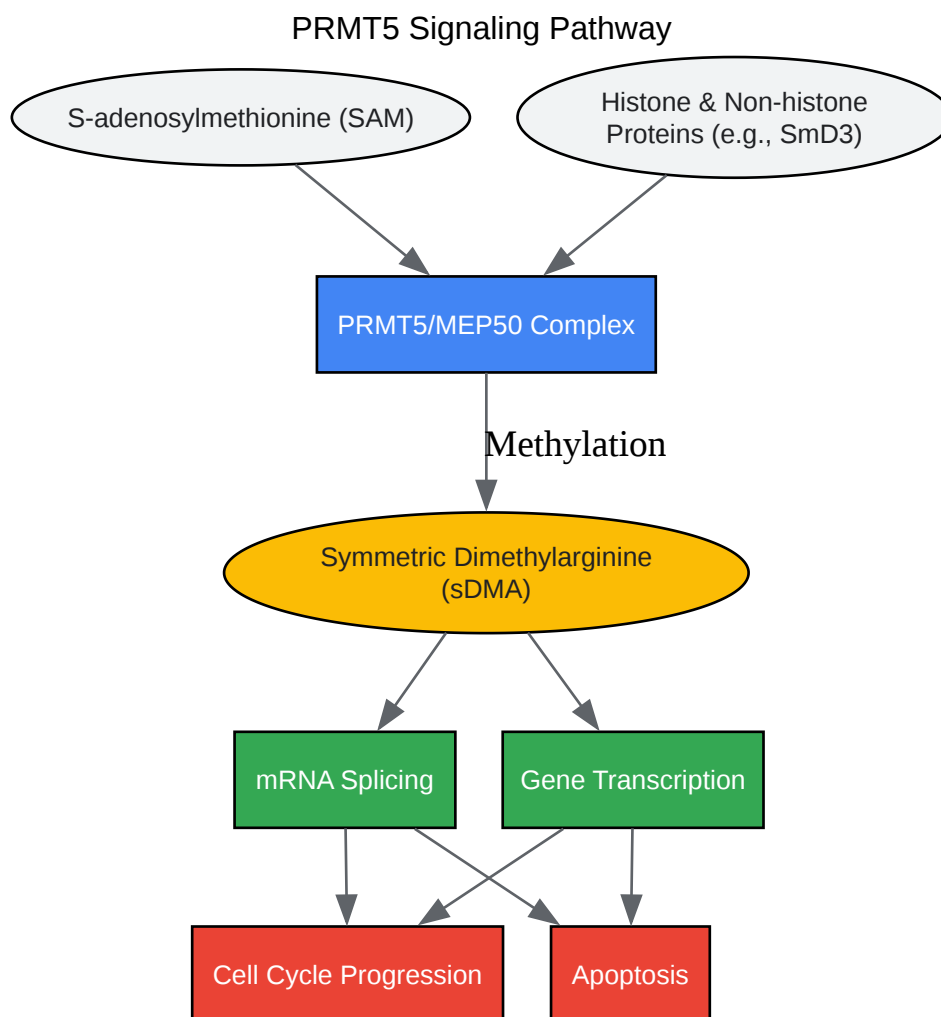 PRMT5 Signaling Pathway
S-adenosylmethionine (SAM)
Histone & Non-histone
Proteins (e.g., SmD3)
PRMT5/MEP50 Complex
Methylation
Symmetric Dimethylarginine
(sDMA)
mRNA Splicing
Gene Transcription
Cell Cycle Progression
Apoptosis